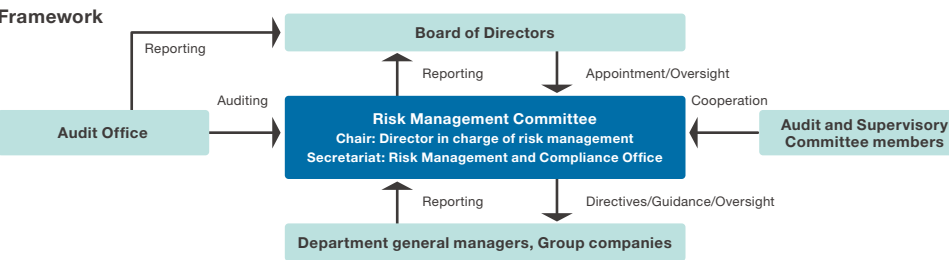 Framework
Board of Directors
Reporting
Reporting
Appointment/Oversight
Auditing
Cooperation
Audit Office
Risk Management Committee
Chair: Director in charge of risk management
Secretariat: Risk Management and Compliance Office
Audit and Supervisory
Committee members
Reporting
Directives/Guidance/Oversight
Department general managers, Group companies